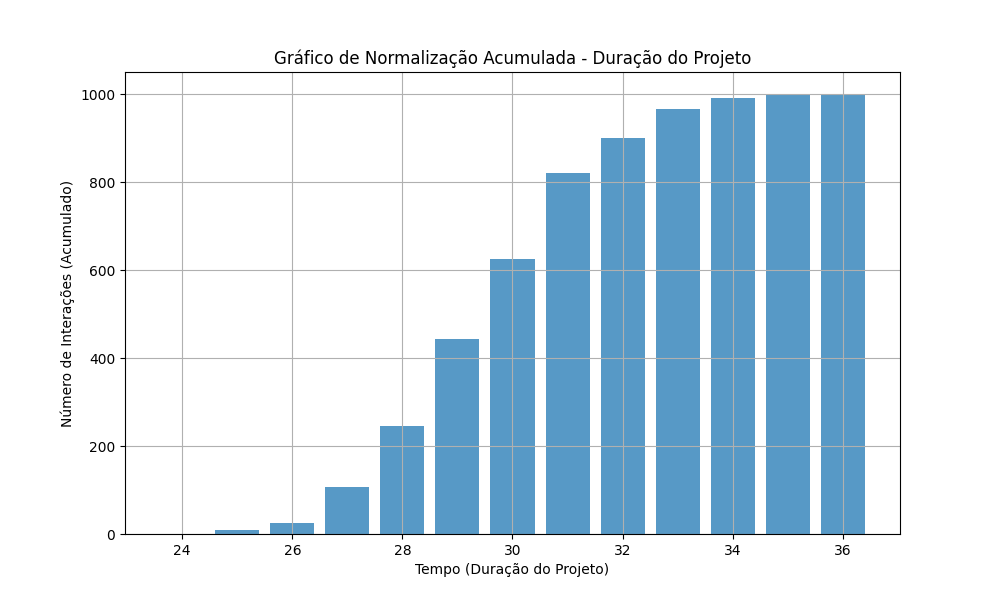 Gráfico de Normalização Acumulada - Duração do Projeto
Número de Interações (Acumulado)
1000
800
600
400
200
0
24 26 28 30 32 34 36
Tempo (Duração do Projeto)